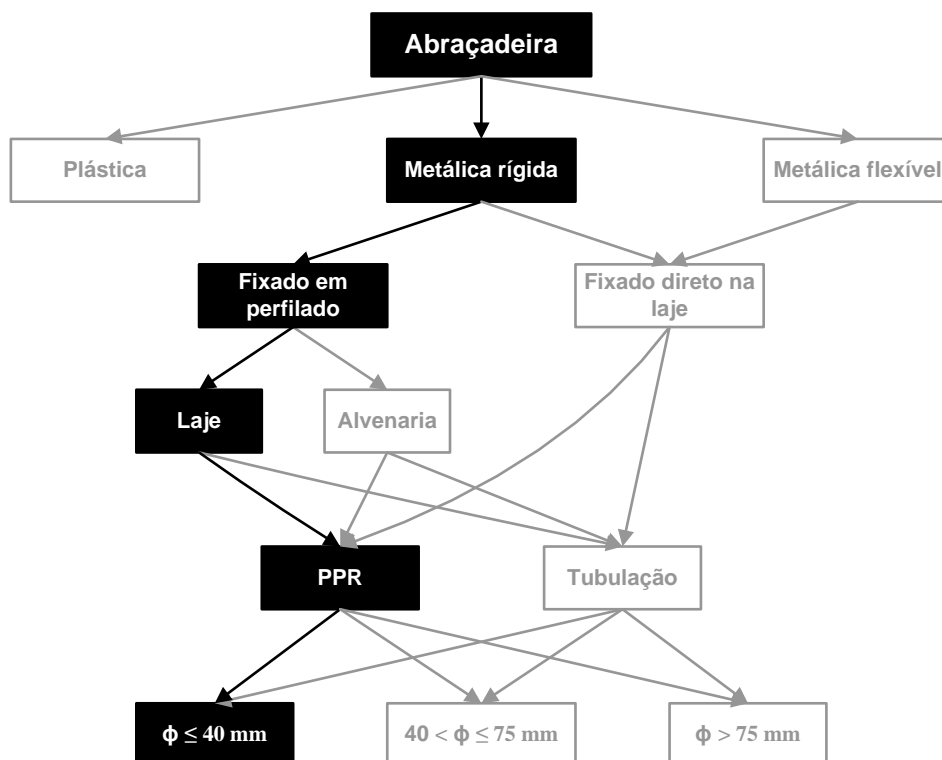 Abraçadeira
Plástica
Metálica rígida
Metálica flexível
Fixado em
perfilado
Fixado direto na
laje
Laje
Alvenaria
PPR
Tubulação
ϕ ≤ 40 mm
40 < ϕ ≤ 75 mm
ϕ > 75 mm